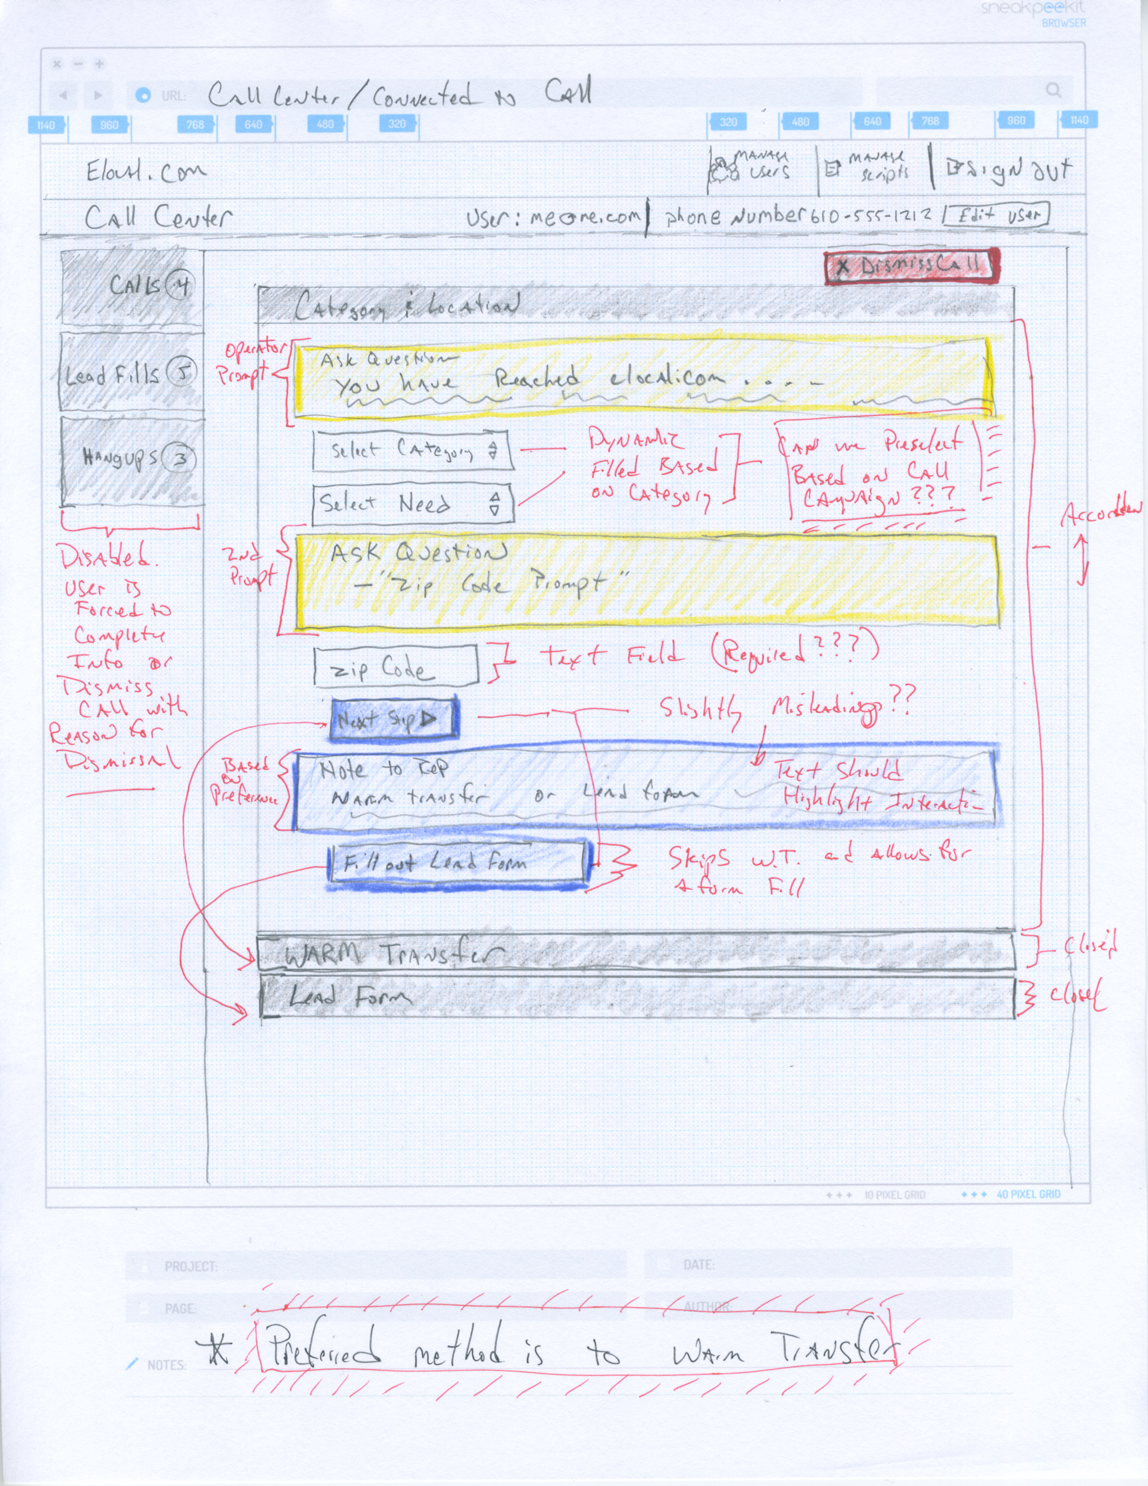 sneakpeekit
BROWSER
URL: Call Center / Connected to Call
1140 960 768 640 480 320 320 480 640 768 960 1140
Elocal.com
Manage Users
Manage Scripts
Sign Out
Call Center
User: me@me.com
phone number 610-555-1212
Edit User
X Dismiss Call
Calls 4
Lead Fills 5
Hangups 3
Disabled.
User is
Forced to
Complete
Info or
Dismiss
Call with
Reason for
Dismissal
Category & Location
Operator
Prompt
Ask Question
You have Reached elocal.com ....
Select Category
Select Need
Dynamic
Filled Based
on Category
Can we Preselect
Based on Call
Campaign???
Accordion
2nd
Prompt
Ask Question
- "Zip Code Prompt"
Zip Code
Text Field (Required???)
Next Step
Slightly Misleading??
Based
on
Preference
Note to Rep
Warm transfer or Lead form
Text Should
Highlight Interaction
Fill out Lead Form
Skips W.T. and allows for
a form Fill
Warm Transfer
Closed
Lead Form
Closed
10 PIXEL GRID
40 PIXEL GRID
PROJECT:
DATE:
PAGE:
AUTHOR:
NOTES: * Preferred method is to Warm Transfer